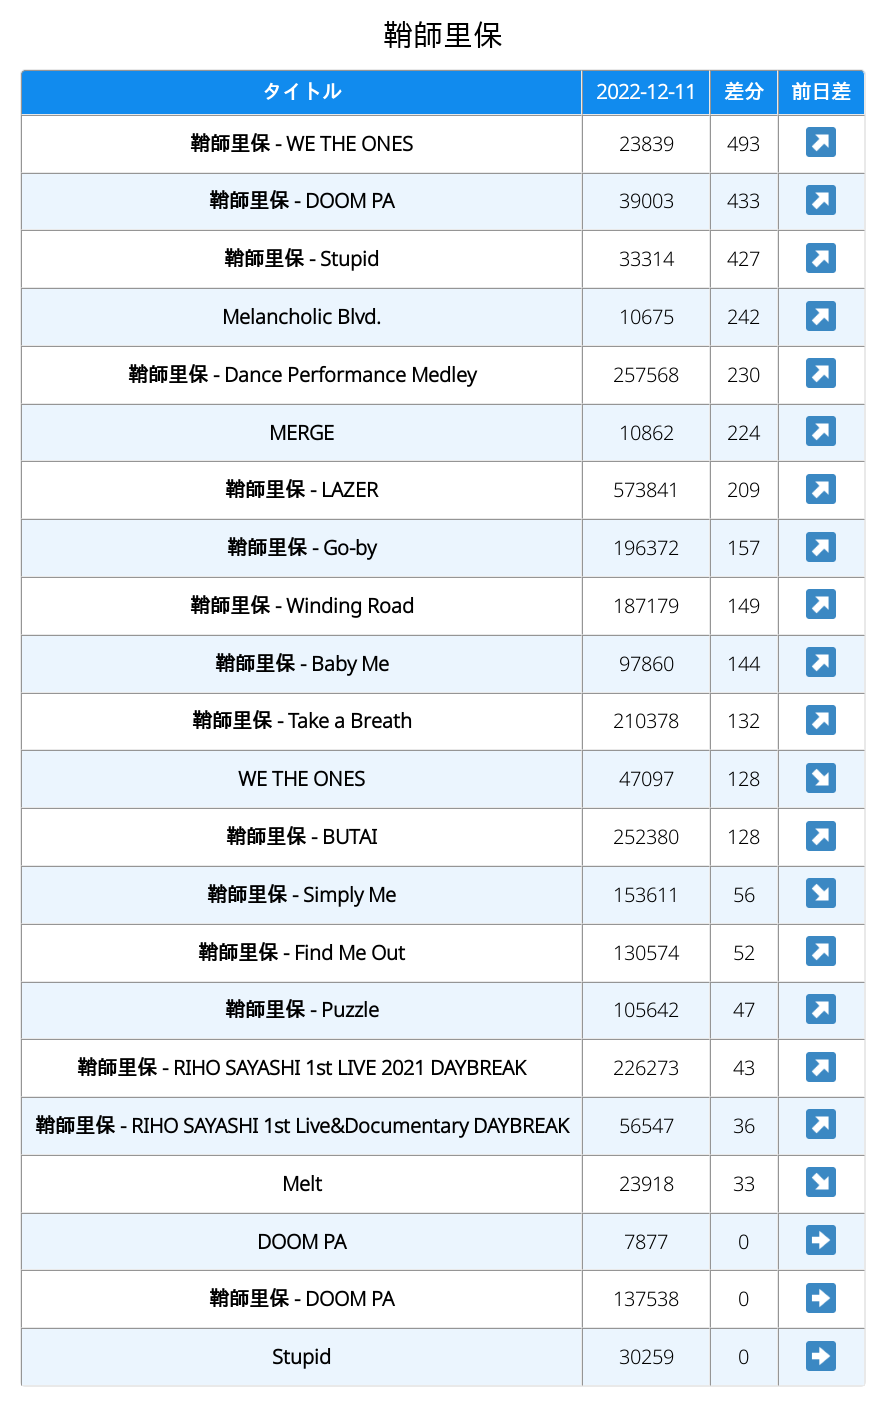 鞘師里保
タイトル 2022-12-11 差分 前日差
鞘師里保 - WE THE ONES 23839 493 ↗
鞘師里保 - DOOM PA 39003 433 ↗
鞘師里保 - Stupid 33314 427 ↗
Melancholic Blvd. 10675 242 ↗
鞘師里保 - Dance Performance Medley 257568 230 ↗
MERGE 10862 224 ↗
鞘師里保 - LAZER 573841 209 ↗
鞘師里保 - Go-by 196372 157 ↗
鞘師里保 - Winding Road 187179 149 ↗
鞘師里保 - Baby Me 97860 144 ↗
鞘師里保 - Take a Breath 210378 132 ↗
WE THE ONES 47097 128 ↘
鞘師里保 - BUTAI 252380 128 ↗
鞘師里保 - Simply Me 153611 56 ↘
鞘師里保 - Find Me Out 130574 52 ↗
鞘師里保 - Puzzle 105642 47 ↗
鞘師里保 - RIHO SAYASHI 1st LIVE 2021 DAYBREAK 226273 43 ↗
鞘師里保 - RIHO SAYASHI 1st Live&Documentary DAYBREAK 56547 36 ↗
Melt 23918 33 ↘
DOOM PA 7877 0 ➡
鞘師里保 - DOOM PA 137538 0 ➡
Stupid 30259 0 ➡